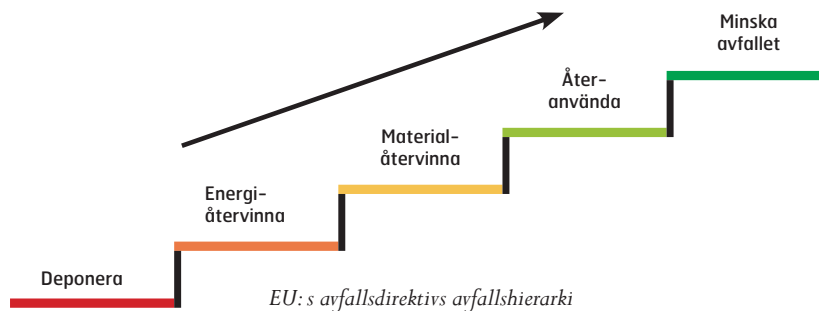 Minska
avfallet
Åter-
använda
Material-
återvinna
Energi-
återvinna
Deponera
EU: s avfallsdirektivs avfallshierarki